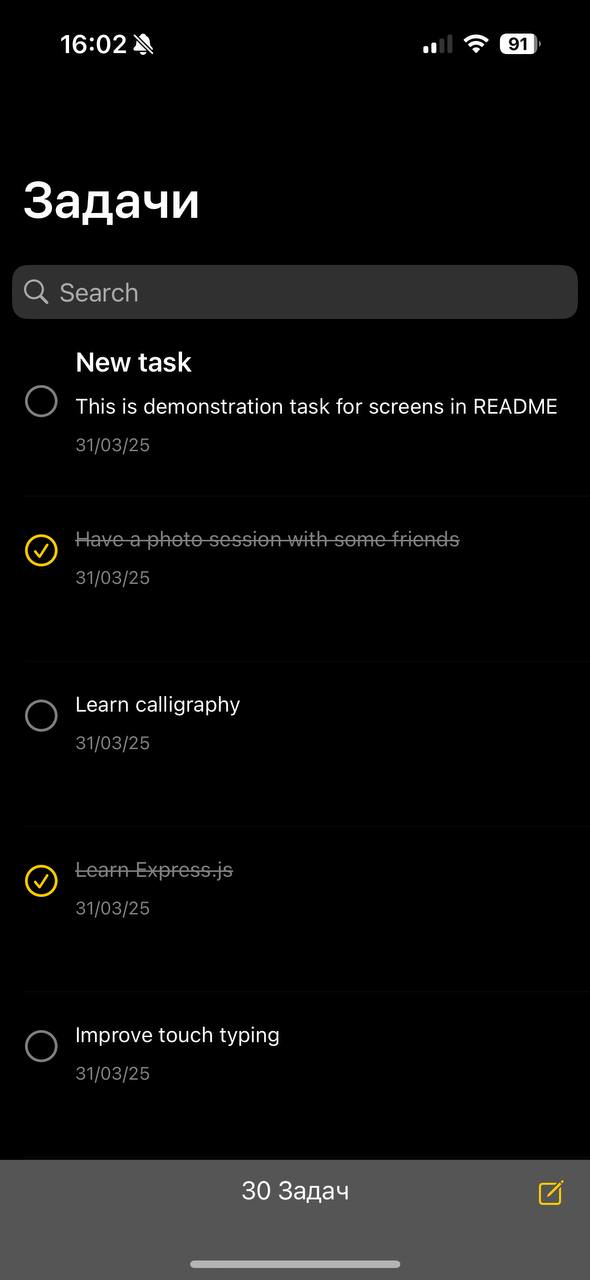 16:02
91
Задачи
Search
New task
This is demonstration task for screens in README
31/03/25
Have a photo session with some friends
31/03/25
Learn calligraphy
31/03/25
Learn Express.js
31/03/25
Improve touch typing
31/03/25
30 Задач